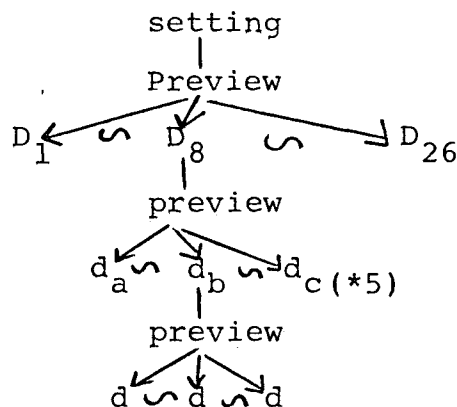 setting
Preview
D1 ~ D8 ~ D26
preview
da ~ db ~ dc(*5)
preview
d ~ d ~ d